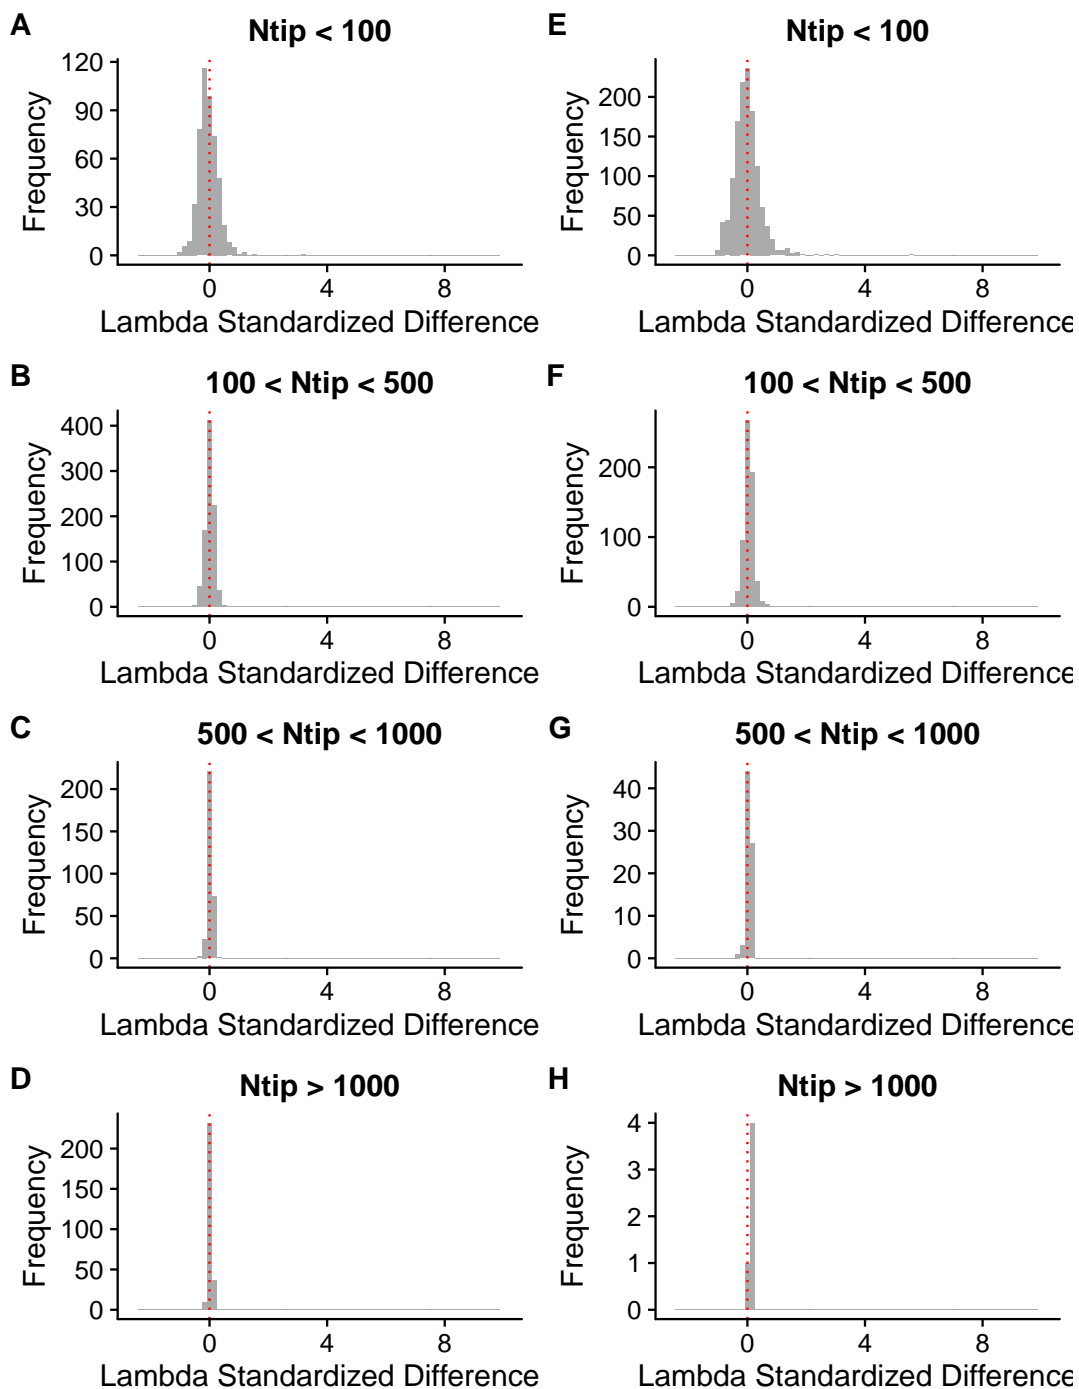 A
Ntip < 100
120
90
60
30
0
Frequency
0 4 8
Lambda Standardized Difference
E
Ntip < 100
200
150
100
50
0
Frequency
0 4 8
Lambda Standardized Difference
B
100 < Ntip < 500
400
300
200
100
0
Frequency
0 4 8
Lambda Standardized Difference
F
100 < Ntip < 500
200
100
0
Frequency
0 4 8
Lambda Standardized Difference
C
500 < Ntip < 1000
200
150
100
50
0
Frequency
0 4 8
Lambda Standardized Difference
G
500 < Ntip < 1000
40
30
20
10
0
Frequency
0 4 8
Lambda Standardized Difference
D
Ntip > 1000
200
150
100
50
0
Frequency
0 4 8
Lambda Standardized Difference
H
Ntip > 1000
4
3
2
1
0
Frequency
0 4 8
Lambda Standardized Difference